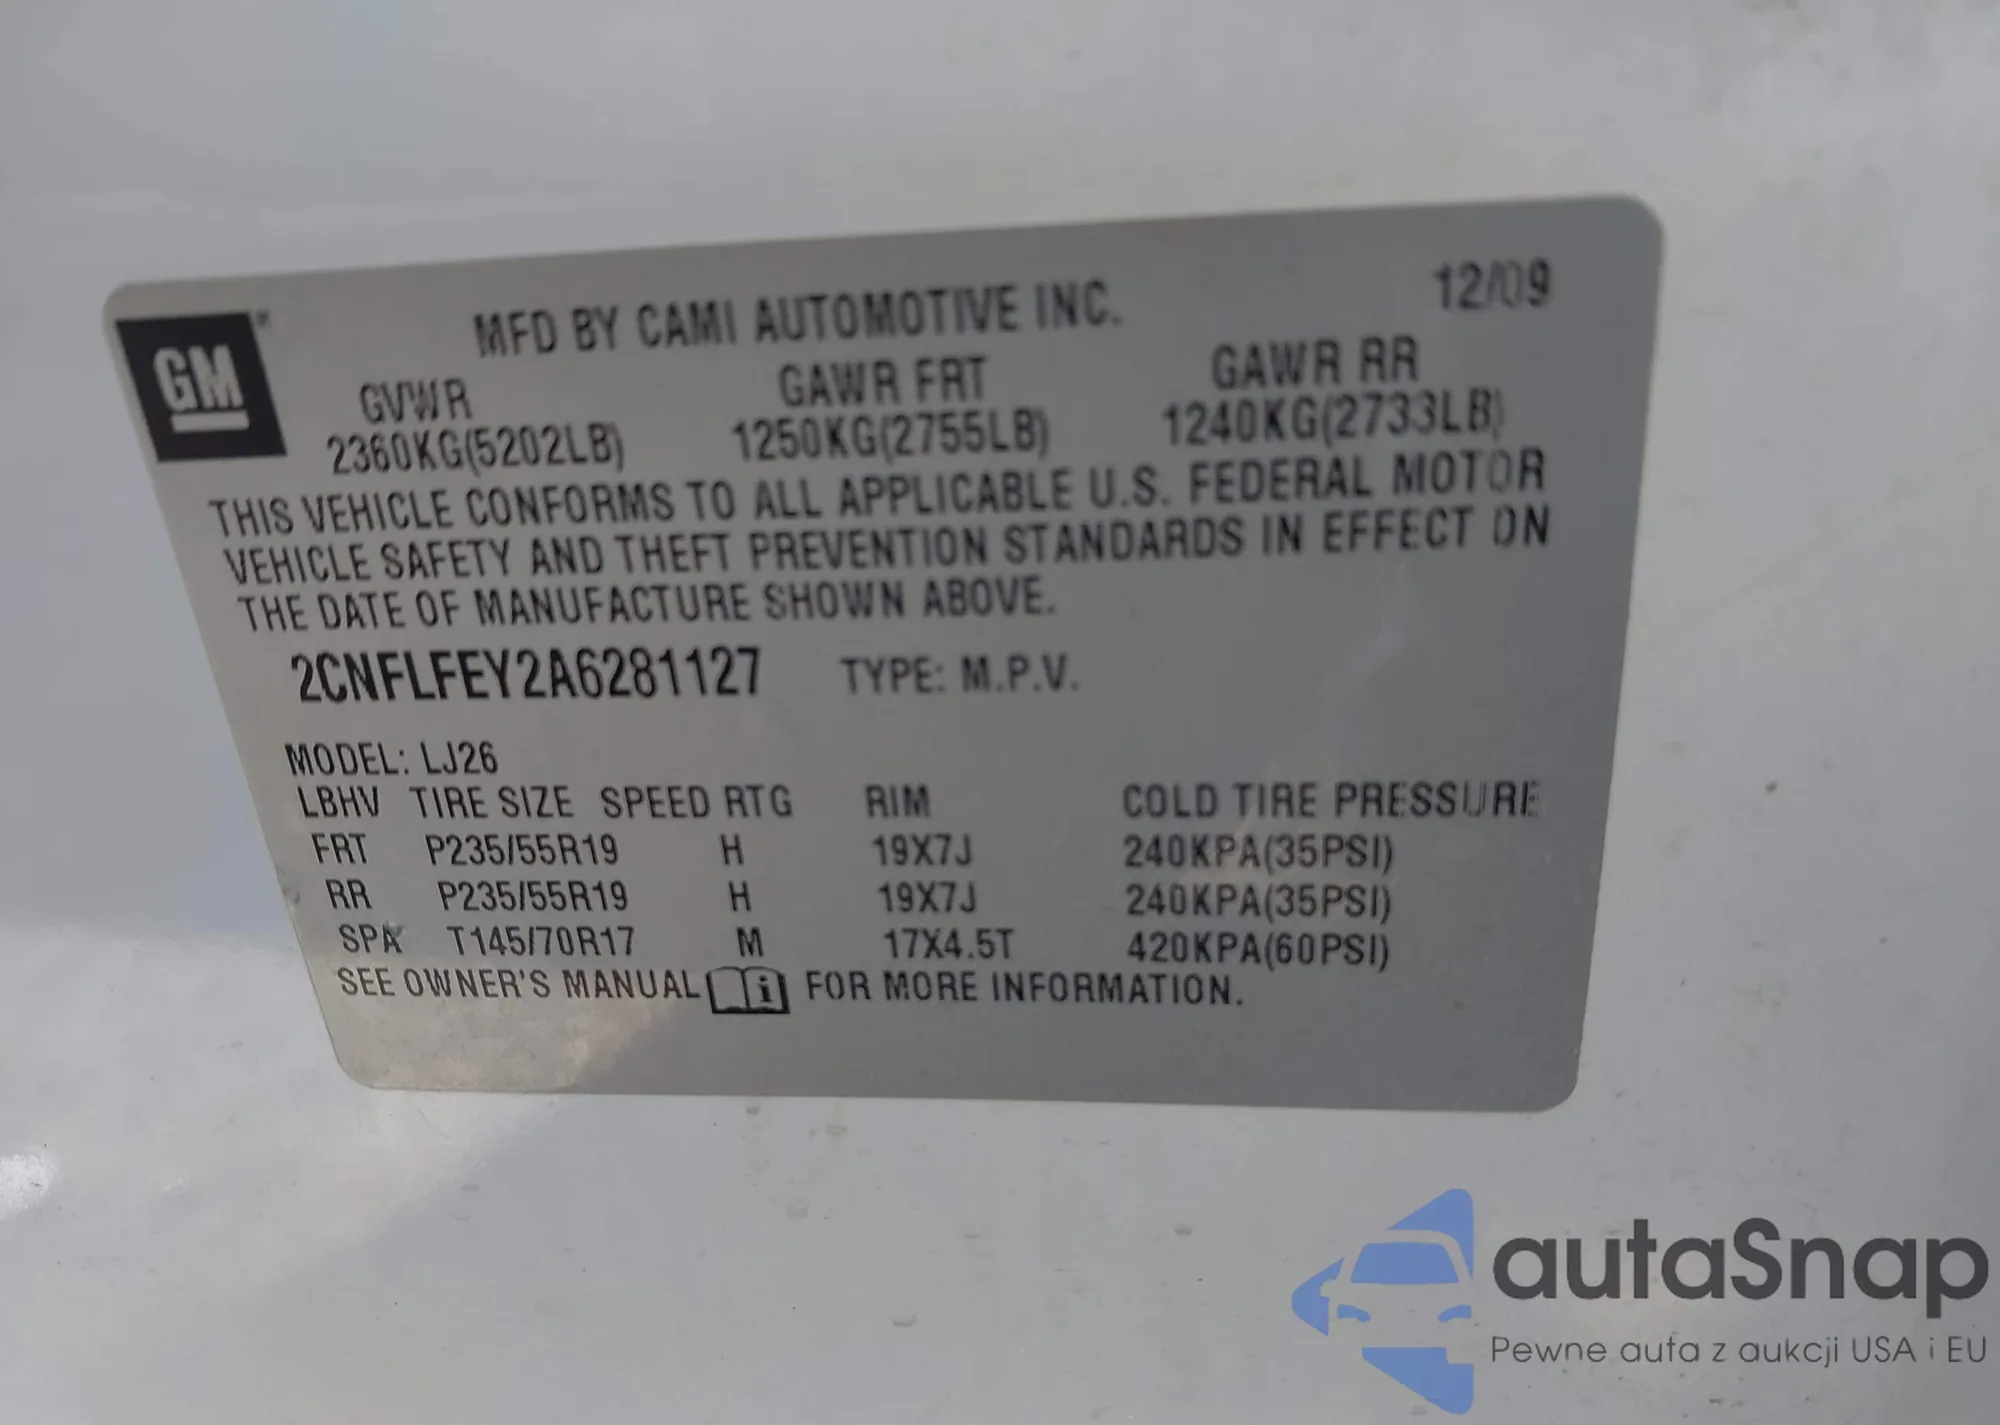 GM®
MFD BY CAMI AUTOMOTIVE INC. 12/09
GVWR GAWR FRT GAWR RR
2360KG(5202LB) 1250KG(2755LB) 1240KG(2733LB)
THIS VEHICLE CONFORMS TO ALL APPLICABLE U.S. FEDERAL MOTOR
VEHICLE SAFETY AND THEFT PREVENTION STANDARDS IN EFFECT ON
THE DATE OF MANUFACTURE SHOWN ABOVE.
2CNFLFEY2A6281127 TYPE: M.P.V.
MODEL: LJ26
LBHV TIRE SIZE SPEED RTG RIM COLD TIRE PRESSURE
FRT P235/55R19 H 19X7J 240KPA(35PSI)
RR P235/55R19 H 19X7J 240KPA(35PSI)
SPA T145/70R17 M 17X4.5T 420KPA(60PSI)
SEE OWNER'S MANUAL i FOR MORE INFORMATION.
autaSnap
Pewne auta z aukcji USA i EU